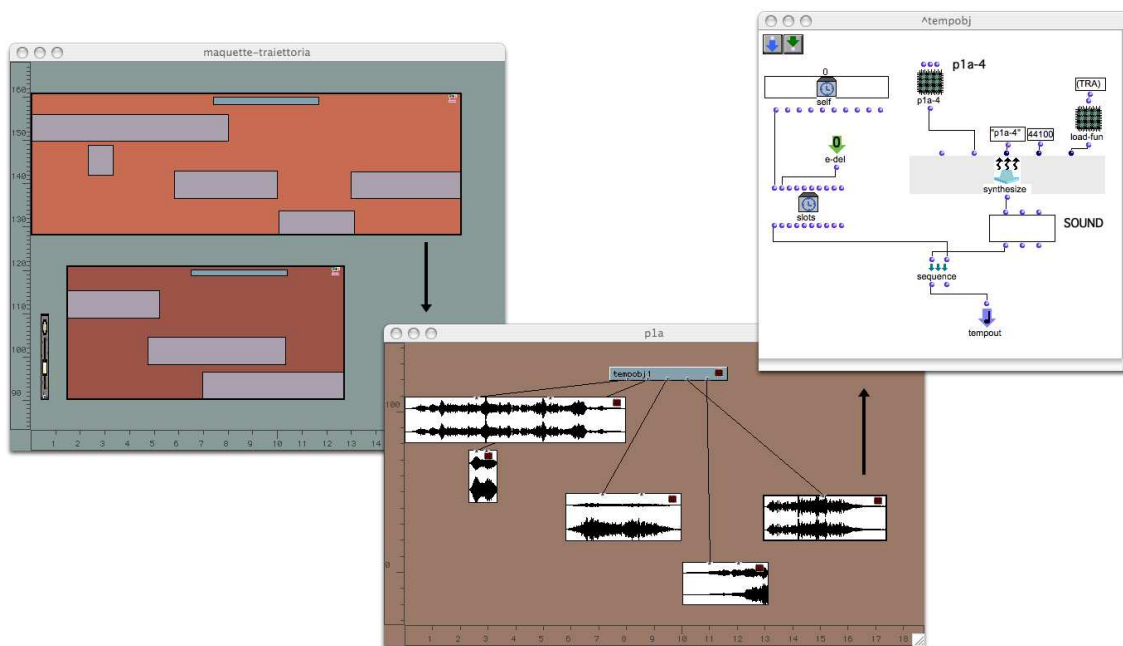 maquette-traiettoria
160
150
140
130
120
110
100
90
1 2 3 4 5 6 7 8 9 10 11 12 13 14
^tempobj
0
self
p1a-4
p1a-4
(TRA)
load-fun
"p1a-4"
44100
0
e-del
synthesize
slots
SOUND
sequence
tempout
p1a
100
0
1 2 3 4 5 6 7 8 9 10 11 12 13 14 15 16 17 18